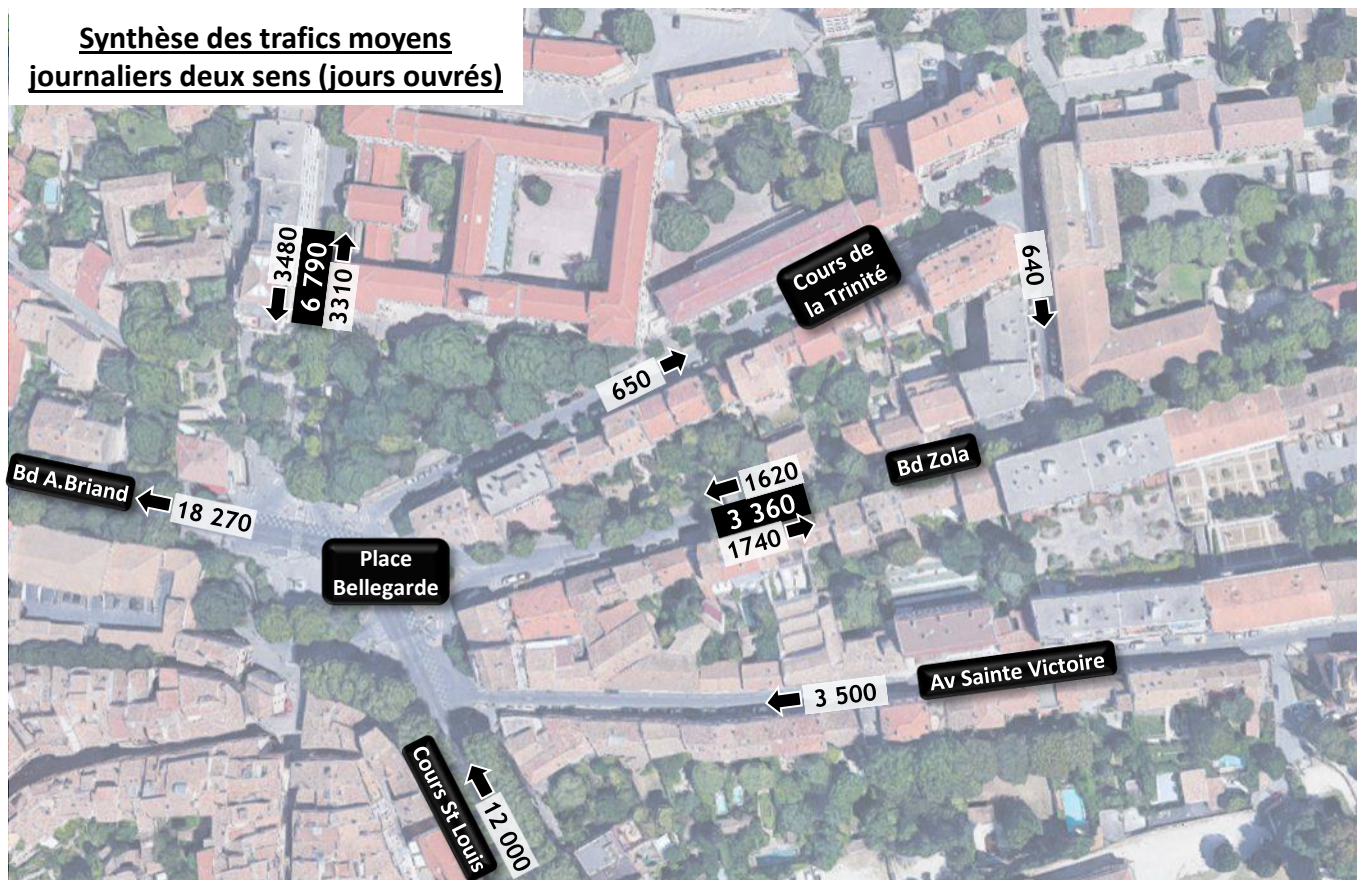 Synthèse des trafics moyens
journaliers deux sens (jours ouvrés)
3480
6 790
3310
Cours de
la Trinité
640
650
Bd Zola
Bd A.Briand
18 270
1620
3 360
1740
Place
Bellegarde
Av Sainte Victoire
3 500
Cours St Louis
12 000